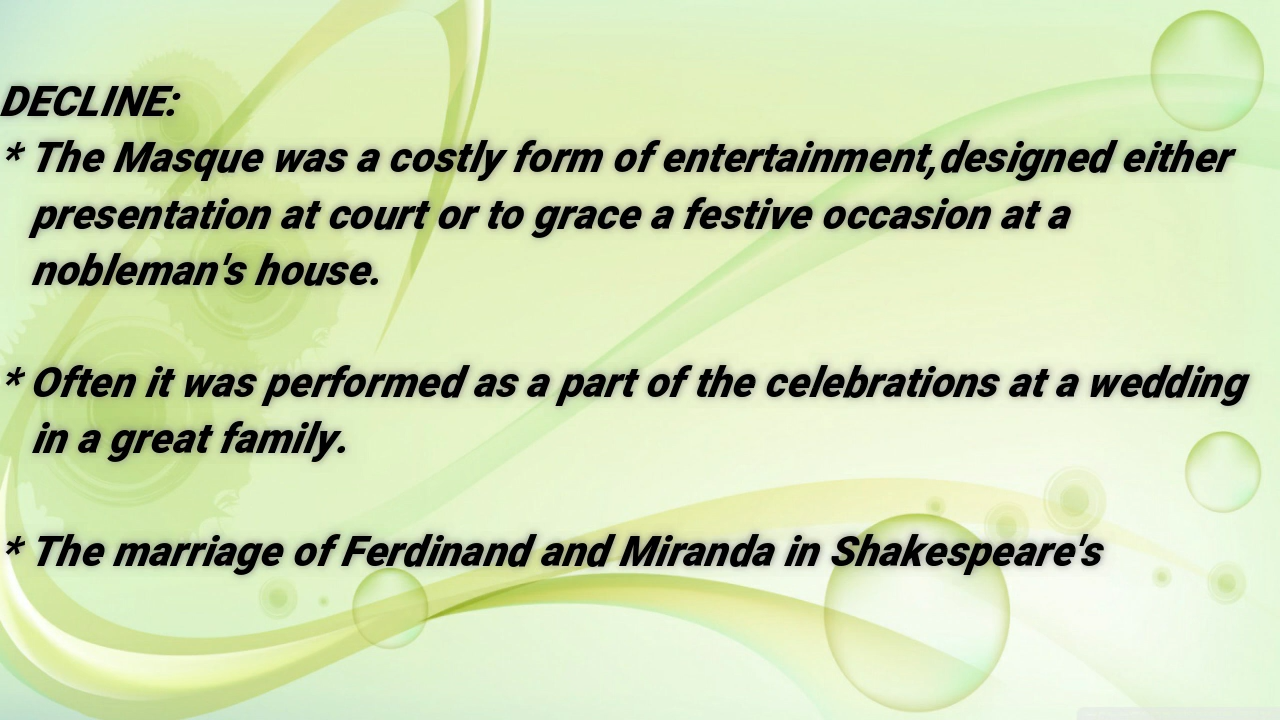 DECLINE:
* The Masque was a costly form of entertainment,designed either
presentation at court or to grace a festive occasion at a
nobleman's house.
* Often it was performed as a part of the celebrations at a wedding
in a great family.
* The marriage of Ferdinand and Miranda in Shakespeare's